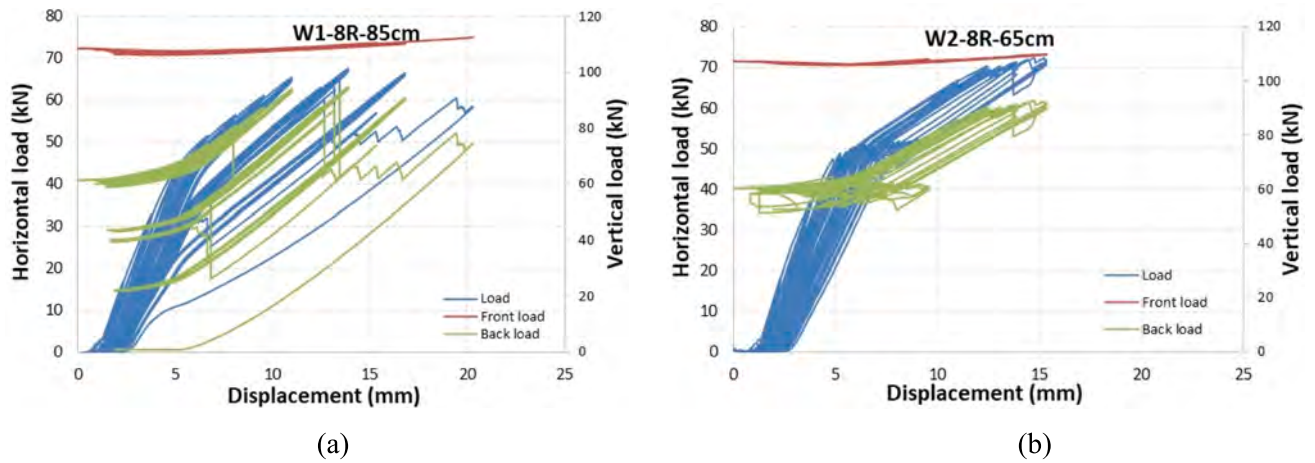 W1-8R-85cm
Horizontal load (kN)
80
70
60
50
40
30
20
10
0
120
100
80
60
40
20
0
Vertical load (kN)
Load
Front load
Back load
0 5 10 15 20 25
Displacement (mm)
(a)
W2-8R-65cm
Horizontal load (kN)
80
70
60
50
40
30
20
10
0
120
100
80
60
40
20
0
Vertical load (kN)
Load
Front load
Back load
0 5 10 15 20 25
Displacement (mm)
(b)